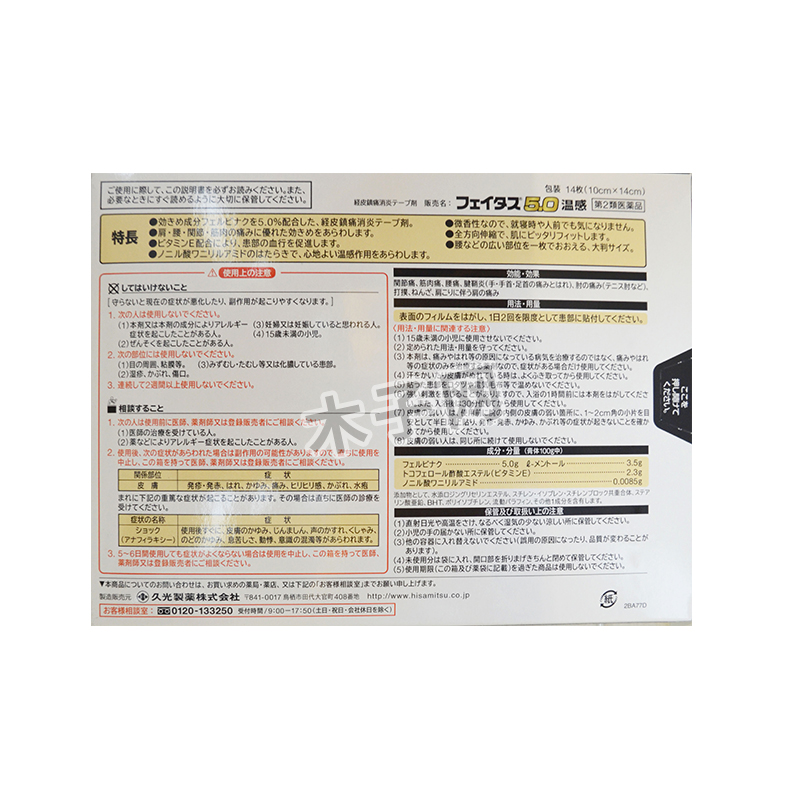 ご使用に際して、この説明書を必ずお読みください。また、
必要なときにすぐ読めるように大切に保管してください。
包装 14枚(10cm×14cm)
経皮鎮痛消炎テープ剤 販売名：フェイタス5.0温感 第2類医薬品
特長
●効きめ成分フェルビナクを5.0%配合した、経皮鎮痛消炎テープ剤。
●肩・腰・関節・筋肉の痛みに優れた効きめをあらわします。
●ビタミンE配合により、患部の血行を促進します。
●ノニル酸ワニリルアミドのはたらきで、心地よい温感作用をあらわします。
●微香性なので、就寝時や人前でも気になりません。
●全方向伸縮で、肌にピッタリフィットします。
●腰などの広い部位を一枚でおおえる、大判サイズ。
使用上の注意
してはいけないこと
[守らないと現在の症状が悪化したり、副作用が起こりやすくなります。]
1. 次の人は使用しないでください。
(1)本剤又は本剤の成分によりアレルギー症状を起こしたことがある人。
(2)ぜんそくを起こしたことがある人。
(3)妊婦又は妊娠していると思われる人。
(4)15歳未満の小児。
2. 次の部位には使用しないでください。
(1)目の周囲、粘膜等。
(2)湿疹、かぶれ、傷口。
(3)みずむし・たむし等又は化膿している患部。
3. 連続して2週間以上使用しないでください。
相談すること
1. 次の人は使用前に医師、薬剤師又は登録販売者にご相談ください。
(1)医師の治療を受けている人。
(2)薬などによりアレルギー症状を起こしたことがある人。
2. 使用後、次の症状があらわれた場合は副作用の可能性がありますので、直ちに使用を
中止し、この箱を持って医師、薬剤師又は登録販売者にご相談ください。
関係部位 症状
皮膚 発疹・発赤、はれ、かゆみ、痛み、ヒリヒリ感、かぶれ、水疱
まれに下記の重篤な症状が起こることがあります。その場合は直ちに医師の診療を
受けてください。
症状の名称 症状
ショック
(アナフィラキシー)
使用後すぐに、皮膚のかゆみ、じんましん、声のかすれ、くしゃみ、
のどのかゆみ、息苦しさ、動悸、意識の混濁等があらわれます。
3. 5〜6日間使用しても症状がよくならない場合は使用を中止し、この箱を持って医師、
薬剤師又は登録販売者にご相談ください。
効能・効果
関節痛、筋肉痛、腰痛、腱鞘炎(手・手首・足首の痛みとはれ)、肘の痛み(テニス肘など)、
打撲、ねんざ、肩こりに伴う肩の痛み
用法・用量
表面のフィルムをはがし、1日2回を限度として患部に貼付してください。
〈用法・用量に関連する注意〉
(1)15歳未満の小児に使用させないでください。
(2)定められた用法・用量を守ってください。
(3)本剤は、痛みやはれ等の原因になっている病気を治療するのではなく、痛みやはれ
等の症状のみを治療する
症状がある場合だけ使用してください。
(4)汗をかいたり
よくふき取ってから使用してください。
温めないでください。
入浴の1時間前には本剤をはがしてください。
30分
してから使用してください。
内側の皮膚の弱い箇所に、1〜2cm角の小片を目
安として半日以上貼り、
かゆみ、かぶれ等の症状が起きないことを確
かめてから使用してください。
皮膚の弱い人は、同じ所に続けて使用しないでください。
成分・分量(膏体100g中)
フェルビナク 5.0g ℓ-メントール 3.5g
トコフェロール酢酸エステル(ビタミンE) 2.3g
ノニル酸ワニリルアミド 0.0085g
添加物として、水添ロジングリセリンエステル、スチレン・イソプレン・スチレンブロック共重合体、ステア
リン酸亜鉛、BHT、ポリイソブチレン、流動パラフィン、その他1成分を含有します。
保管及び取扱い上の注意
(1)直射日光や高温をさけ、なるべく湿気の少ない涼しい所に保管してください。
(2)小児の手の届かない所に保管してください。
(3)他の容器に入れ替えないでください(誤用の原因になったり、品質が変わることが
あります)。
(4)未使用分は袋に入れ、開口部を折りまげきちんと閉めて保管してください。
(5)使用期限(この箱及び薬袋に記載)を過ぎた商品は使用しないでください。
ここを
押し開けて
ください
▼本商品についてのお問い合わせは、お買い求めの薬局・薬店、又は下記の「お客様相談室」までお願い申し上げます。
製造販売元 久光製薬株式会社 〒841-0017 鳥栖市田代大官町408番地 http://www.hisamitsu.co.jp
お客様相談室：0120-133250 受付時間/9:00-17:50(土日・祝日・会社休日を除く)
紙
2BA77D
木手网